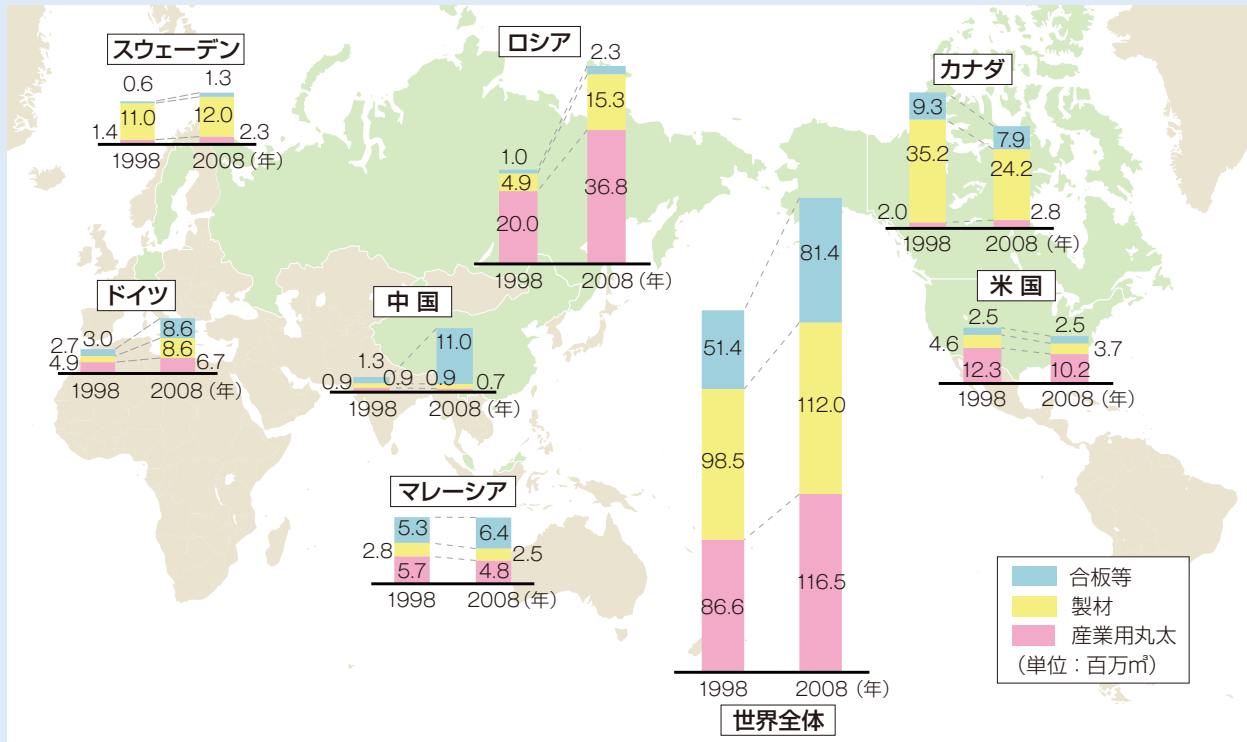 スウェーデン
0.6
1.3
11.0
12.0
1.4
2.3
1998
2008(年)
ロシア
2.3
15.3
1.0
4.9
36.8
20.0
1998
2008(年)
カナダ
9.3
7.9
35.2
24.2
2.0
2.8
1998
2008(年)
ドイツ
2.7
3.0
8.6
8.6
4.9
6.7
1998
2008(年)
中国
1.3
11.0
0.9
0.9
0.9
0.7
1998
2008(年)
米国
2.5
2.5
4.6
3.7
12.3
10.2
1998
2008(年)
マレーシア
5.3
6.4
2.8
2.5
5.7
4.8
1998
2008(年)
81.4
51.4
112.0
98.5
116.5
86.6
1998
2008(年)
世界全体
合板等
製材
産業用丸太
(単位:百万㎥)